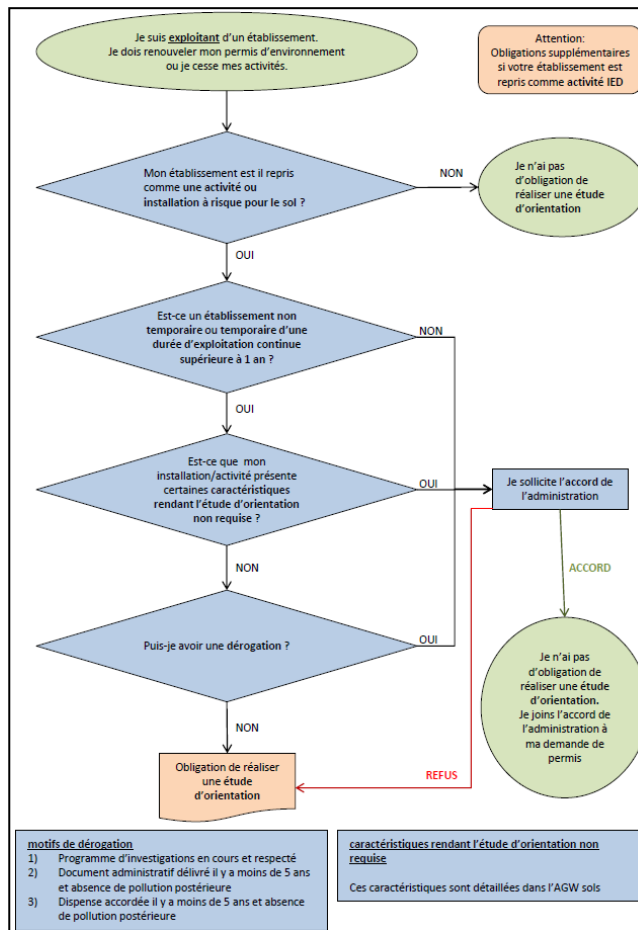 Je suis exploitant d'un établissement.
Je dois renouveler mon permis d'environnement
ou je cesse mes activités.
Attention:
Obligations supplémentaires
si votre établissement est
repris comme activité IED
Mon établissement est il repris
comme une activité ou
installation à risque pour le sol ?
NON
Je n'ai pas
d'obligation de
réaliser une étude
d'orientation
OUI
Est-ce un établissement non
temporaire ou temporaire d'une
durée d'exploitation continue
supérieure à 1 an ?
NON
OUI
Est-ce que mon
installation/activité présente
certaines caractéristiques
rendant l'étude d'orientation
non requise ?
OUI
Je sollicite l'accord de
l'administration
NON
ACCORD
Puis-je avoir une dérogation ?
OUI
Je n'ai pas
d'obligation de
réaliser une étude
d'orientation.
Je joins l'accord de
l'administration à
ma demande de
permis
NON
Obligation de réaliser
une étude
d'orientation
REFUS
motifs de dérogation
1) Programme d'investigations en cours et respecté
2) Document administratif délivré il y a moins de 5 ans
et absence de pollution postérieure
3) Dispense accordée il y a moins de 5 ans et absence
de pollution postérieure
caractéristiques rendant l'étude d'orientation non
requise
Ces caractéristiques sont détaillées dans l'AGW sols